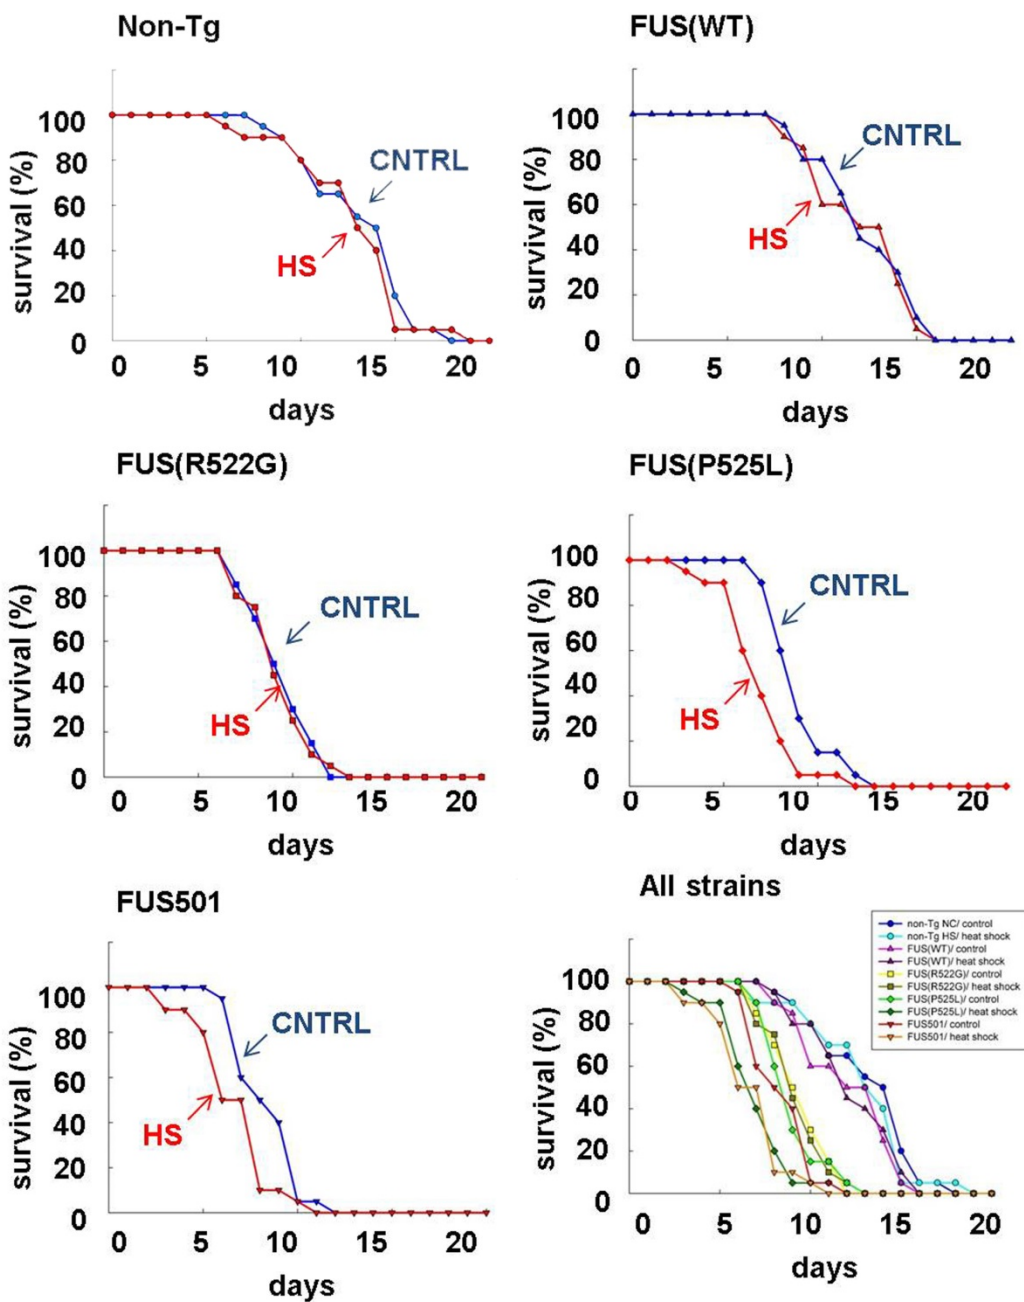 Non-Tg
survival (%)
100
80
60
40
20
0
CNTRL
HS
0 5 10 15 20
days
FUS(WT)
survival (%)
100
80
60
40
20
0
CNTRL
HS
0 5 10 15 20
days
FUS(R522G)
survival (%)
100
80
60
40
20
0
CNTRL
HS
0 5 10 15 20
days
FUS(P525L)
survival (%)
100
80
60
40
20
0
CNTRL
HS
0 5 10 15 20
days
FUS501
survival (%)
100
80
60
40
20
0
CNTRL
HS
0 5 10 15 20
days
All strains
non-Tg NC/ control
non-Tg HS/ heat shock
FUS(WT)/ control
FUS(WT)/ heat shock
FUS(R522G)/ control
FUS(R522G)/ heat shock
FUS(P525L)/ control
FUS(P525L)/ heat shock
FUS501/ control
FUS501/ heat shock
survival (%)
100
80
60
40
20
0
0 5 10 15 20
days